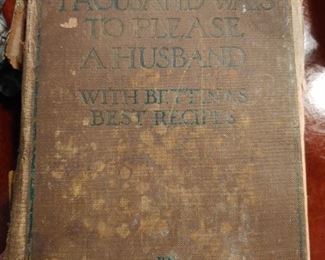 THOUSAND WAYS
TO PLEASE
A HUSBAND
WITH BETTINA'S
BEST RECIPES